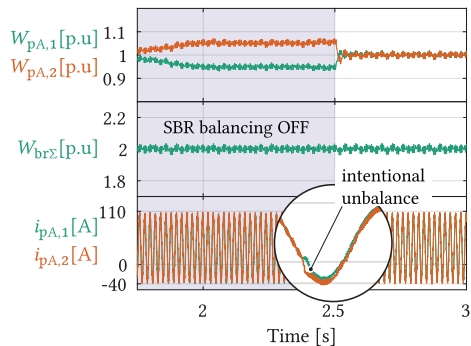 1.1
W_pA,1[p.u]
1
W_pA,2[p.u]
0.9
2.2
SBR balancing OFF
W_brΣ[p.u]
2
intentional
unbalance
1.8
110
i_pA,1[A]
i_pA,2[A]
0
-40
2
2.5
3
Time [s]